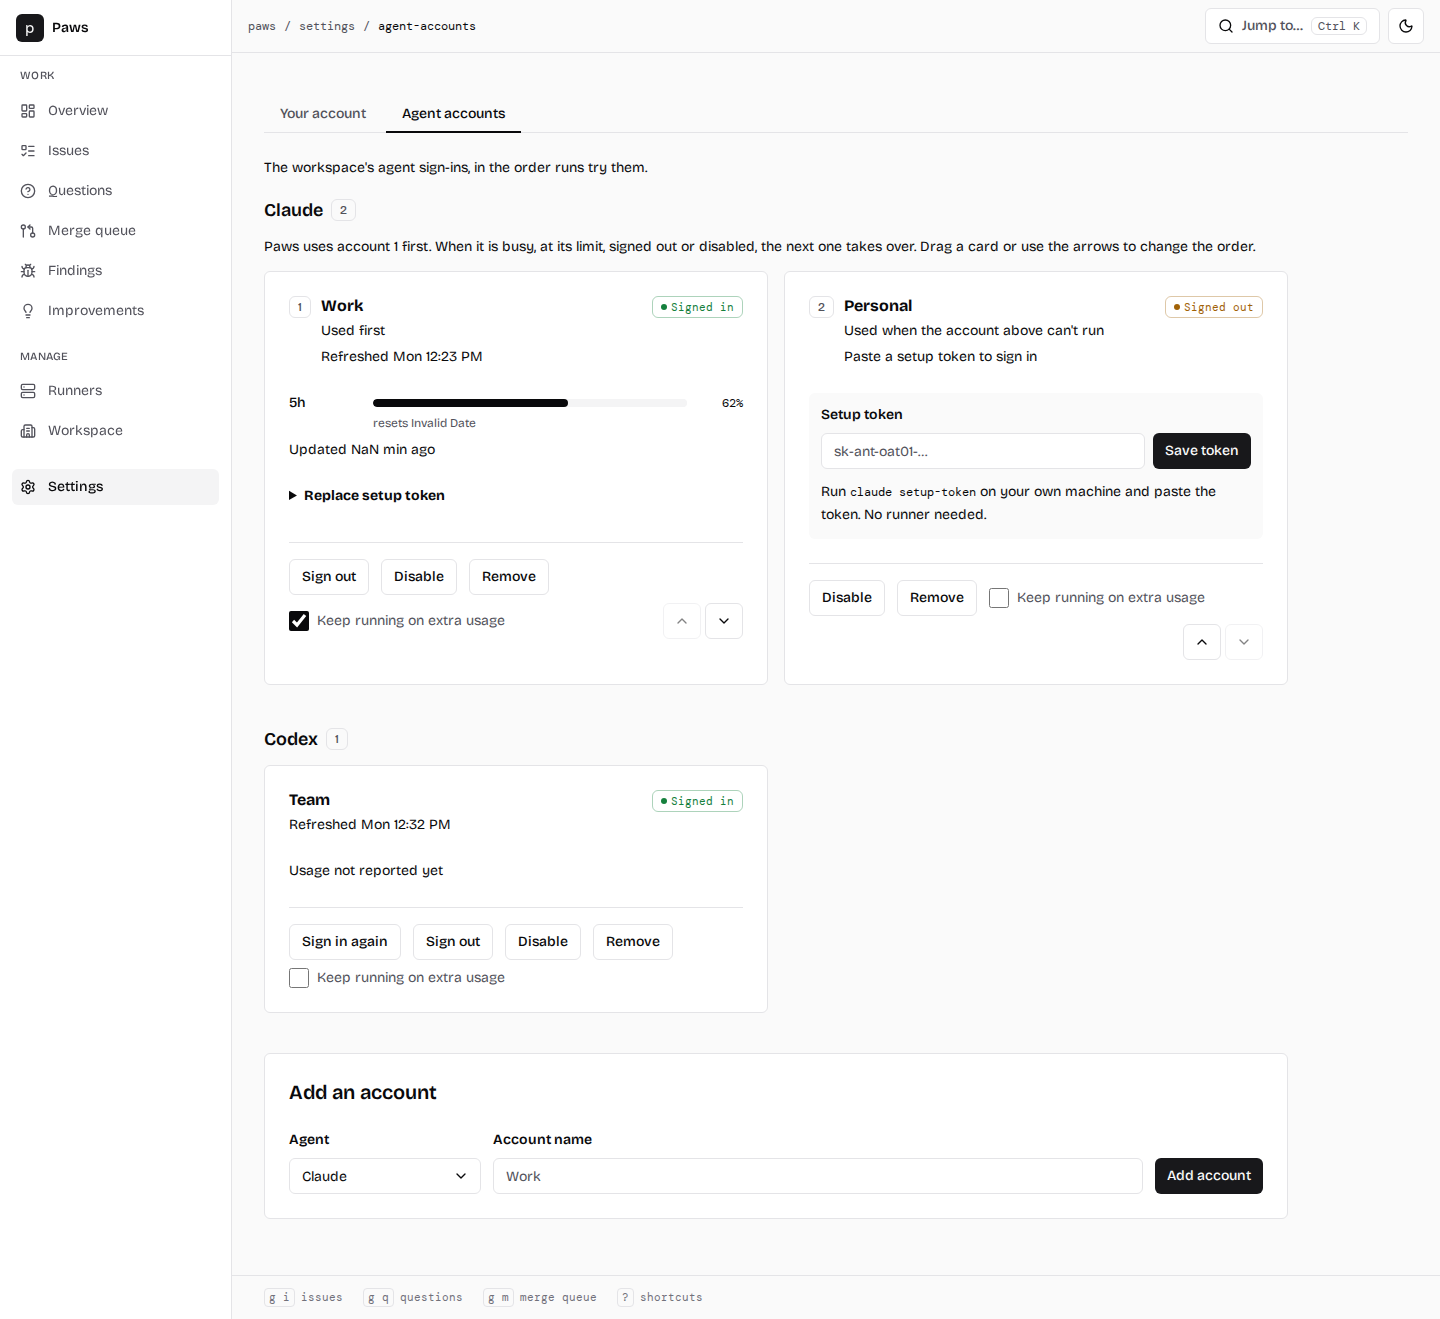 p Paws
paws / settings / agent-accounts
Jump to... Ctrl K
WORK
Overview
Issues
Questions
Merge queue
Findings
Improvements
MANAGE
Runners
Workspace
Settings
Your account
Agent accounts
The workspace's agent sign-ins, in the order runs try them.
Claude 2
Paws uses account 1 first. When it is busy, at its limit, signed out or disabled, the next one takes over. Drag a card or use the arrows to change the order.
1 Work Signed in
Used first
Refreshed Mon 12:23 PM
5h 62%
resets Invalid Date
Updated NaN min ago
Replace setup token
Sign out Disable Remove
Keep running on extra usage
2 Personal Signed out
Used when the account above can't run
Paste a setup token to sign in
Setup token
sk-ant-oat01-... Save token
Run claude setup-token on your own machine and paste the
token. No runner needed.
Disable Remove Keep running on extra usage
Codex 1
Team Signed in
Refreshed Mon 12:32 PM
Usage not reported yet
Sign in again Sign out Disable Remove
Keep running on extra usage
Add an account
Agent Account name
Claude Work Add account
g i issues g q questions g m merge queue ? shortcuts